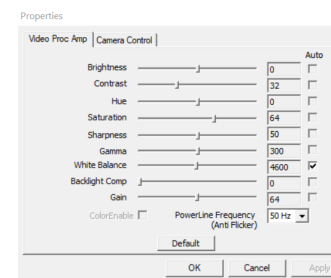 Properties
Video Proc Amp Camera Control
Auto
Brightness 0
Contrast 32
Hue 0
Saturation 64
Sharpness 50
Gamma 300
White Balance 4600
Backlight Comp 0
Gain 64
ColorEnable PowerLine Frequency (Anti Flicker) 50 Hz
Default
OK Cancel Apply